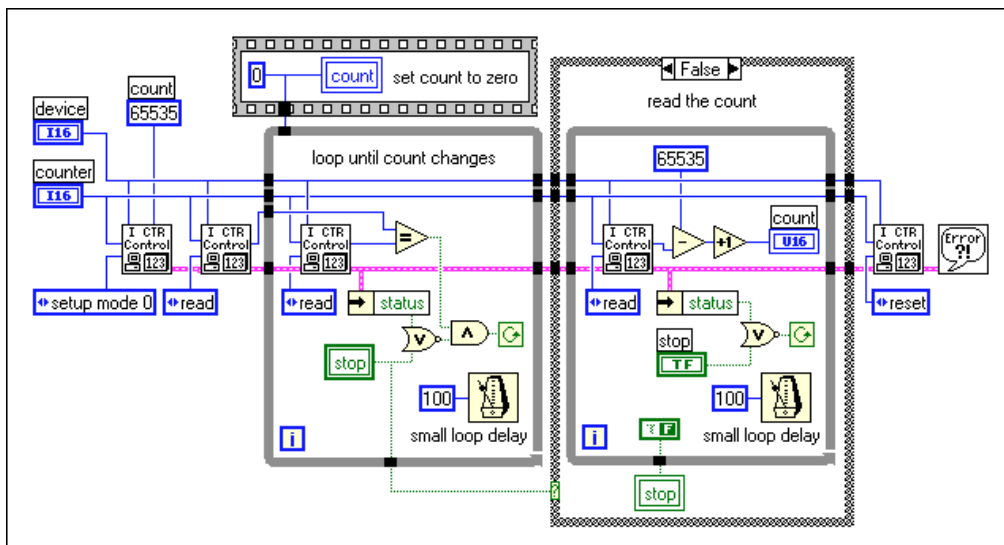 0
count
set count to zero
False
read the count
count
65535
device
I16
counter
I16
loop until count changes
65535
count
U16
I CTR
Control
123
I CTR
Control
123
I CTR
Control
123
=
I CTR
Control
123
-
+1
I CTR
Control
123
Error
?!
setup mode 0
read
read
status
read
status
reset
V
Λ
stop
stop
TF
V
100
100
i
small loop delay
i
F
small loop delay
stop
?